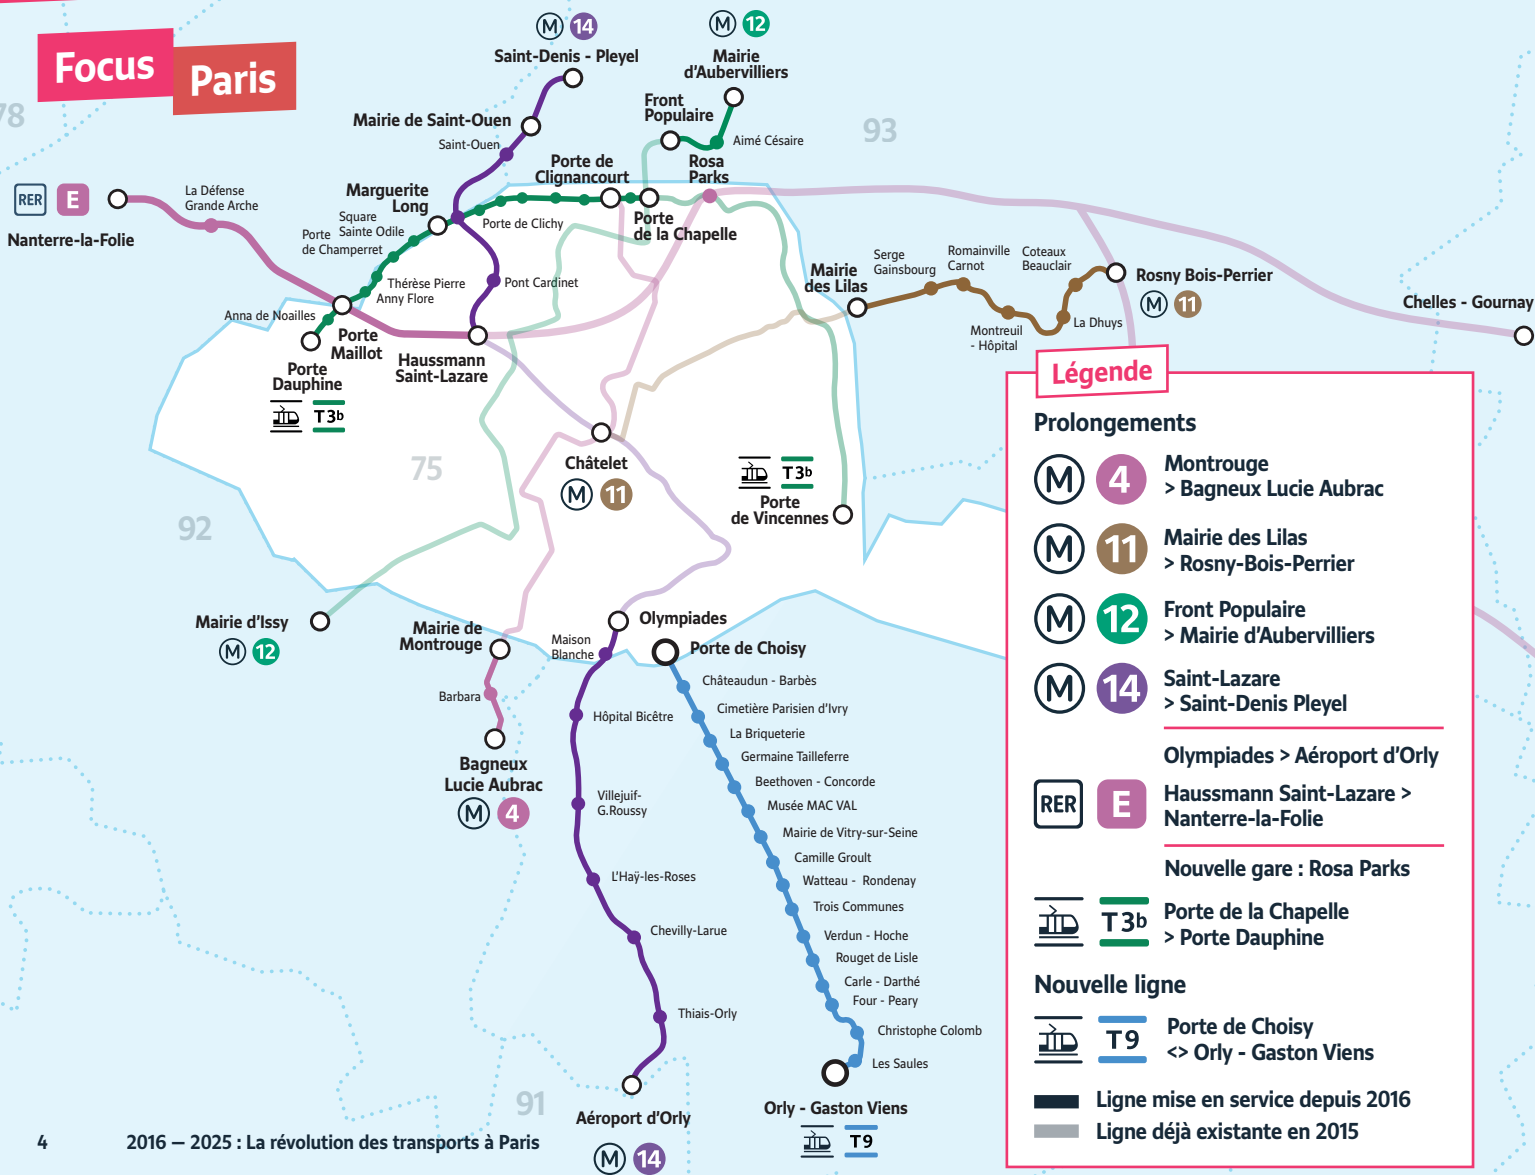 Focus
Paris
78
M 14
Saint-Denis - Pleyel
M 12
Mairie
d'Aubervilliers
Front
Populaire
Aimé Césaire
93
Mairie de Saint-Ouen
Saint-Ouen
Porte de
Clignancourt
Rosa
Parks
RER E
Nanterre-la-Folie
La Défense
Grande Arche
Marguerite
Long
Square
Sainte Odile
Porte
de Champerret
Porte de Clichy
Porte
de la Chapelle
Thérèse Pierre
Anny Flore
Pont Cardinet
Anna de Noailles
Porte
Maillot
Porte
Dauphine
T3b
Haussmann
Saint-Lazare
Mairie
des Lilas
Serge
Gainsbourg
Romainville
Carnot
Coteaux
Beauclair
Montreuil
- Hôpital
La Dhuys
Rosny Bois-Perrier
M 11
Chelles - Gournay
75
Châtelet
M 11
T3b
Porte
de Vincennes
92
Mairie d'Issy
M 12
Mairie de
Montrouge
Barbara
Bagneux
Lucie Aubrac
M 4
Olympiades
Maison
Blanche
Hôpital Bicêtre
Villejuif-
G.Roussy
L'Haÿ-les-Roses
Chevilly-Larue
Thiais-Orly
Aéroport d'Orly
M 14
91
Porte de Choisy
Châteaudun - Barbès
Cimetière Parisien d'Ivry
La Briqueterie
Germaine Tailleferre
Beethoven - Concorde
Musée MAC VAL
Mairie de Vitry-sur-Seine
Camille Groult
Watteau - Rondenay
Trois Communes
Verdun - Hoche
Rouget de Lisle
Carle - Darthé
Four - Peary
Christophe Colomb
Les Saules
Orly - Gaston Viens
T9
Légende
Prolongements
M 4 Montrouge
> Bagneux Lucie Aubrac
M 11 Mairie des Lilas
> Rosny-Bois-Perrier
M 12 Front Populaire
> Mairie d'Aubervilliers
M 14 Saint-Lazare
> Saint-Denis Pleyel
Olympiades > Aéroport d'Orly
RER E Haussmann Saint-Lazare >
Nanterre-la-Folie
Nouvelle gare : Rosa Parks
T3b Porte de la Chapelle
> Porte Dauphine
Nouvelle ligne
T9 Porte de Choisy
<> Orly - Gaston Viens
Ligne mise en service depuis 2016
Ligne déjà existante en 2015
4
2016 – 2025 : La révolution des transports à Paris